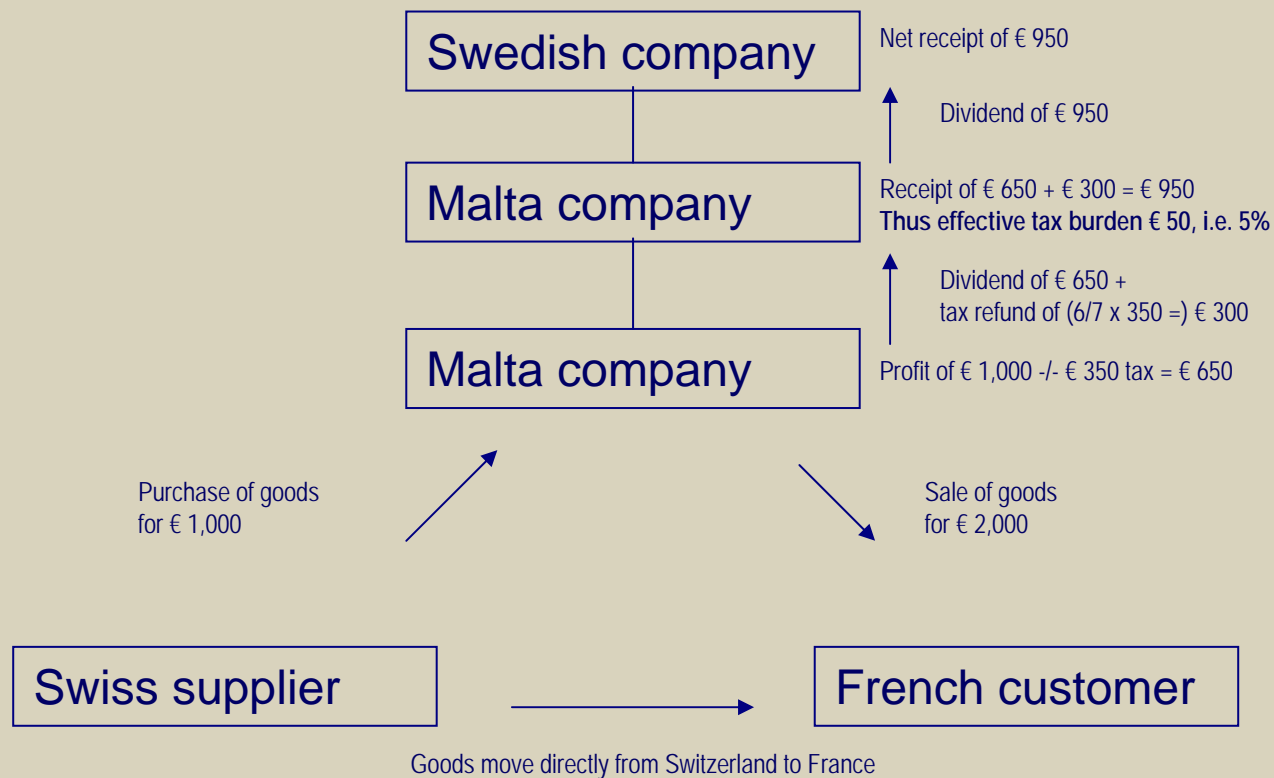 Swedish company
Net receipt of € 950
Dividend of € 950
Malta company
Receipt of € 650 + € 300 = € 950
Thus effective tax burden € 50, i.e. 5%
Dividend of € 650 +
tax refund of (6/7 x 350 =) € 300
Malta company
Profit of € 1,000 -/- € 350 tax = € 650
Purchase of goods
for € 1,000
Sale of goods
for € 2,000
Swiss supplier
French customer
Goods move directly from Switzerland to France